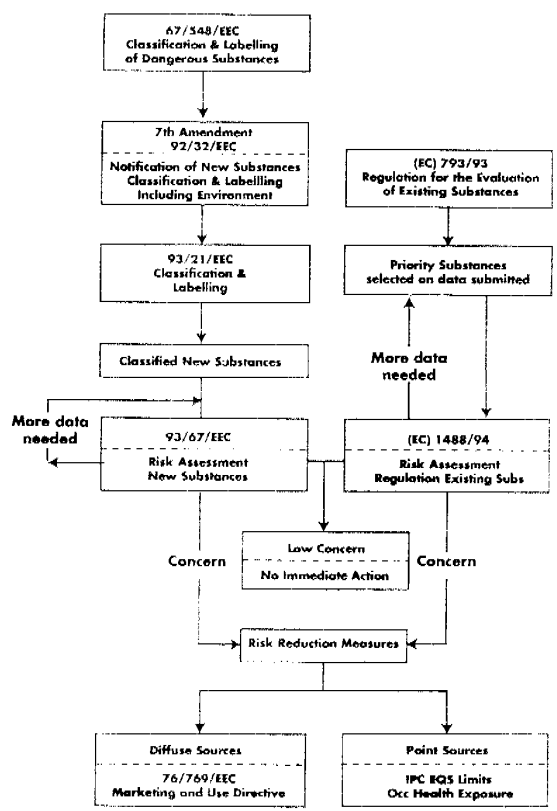 67/548/EEC
Classification & Labelling
of Dangerous Substances
7th Amendment
92/32/EEC
Notification of New Substances
Classification & Labellling
Including Environment
(EC) 793/93
Regulation for the Evaluation
of Existing Substances
93/21/EEC
Classification &
Labelling
Priority Substances
selected on data submitted
Classified New Substances
More data
needed
More data
needed
93/67/EEC
Risk Assessment
New Substances
(EC) 1488/94
Risk Assessment
Regulation Existing Subs
Low Concern
No Immediate Action
Concern
Concern
Risk Reduction Measures
Diffuse Sources
76/769/EEC
Marketing and Use Directive
Point Sources
IPC EQS Limits
Occ Health Exposure